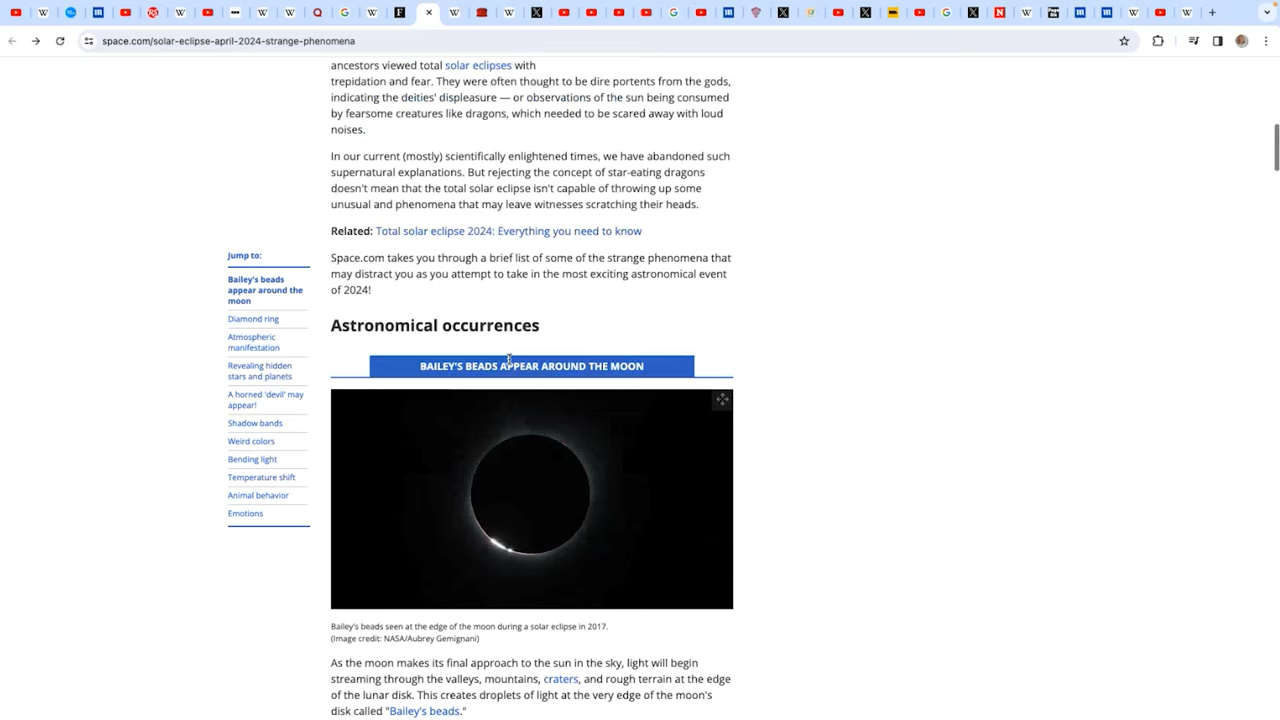 space.com/solar-eclipse-april-2024-strange-phenomena
ancestors viewed total solar eclipses with
trepidation and fear. They were often thought to be dire portents from the gods,
indicating the deities' displeasure — or observations of the sun being consumed
by fearsome creatures like dragons, which needed to be scared away with loud
noises.
In our current (mostly) scientifically enlightened times, we have abandoned such
supernatural explanations. But rejecting the concept of star-eating dragons
doesn't mean that the total solar eclipse isn't capable of throwing up some
unusual and phenomena that may leave witnesses scratching their heads.
Related: Total solar eclipse 2024: Everything you need to know
Space.com takes you through a brief list of some of the strange phenomena that
may distract you as you attempt to take in the most exciting astronomical event
of 2024!
Jump to:
Bailey's beads
appear around the
moon
Diamond ring
Atmospheric
manifestation
Revealing hidden
stars and planets
A horned 'devil' may
appear!
Shadow bands
Weird colors
Bending light
Temperature shift
Animal behavior
Emotions
Astronomical occurrences
BAILEY'S BEADS APPEAR AROUND THE MOON
Bailey's beads seen at the edge of the moon during a solar eclipse in 2017.
(Image credit: NASA/Aubrey Gemignani)
As the moon makes its final approach to the sun in the sky, light will begin
streaming through the valleys, mountains, craters, and rough terrain at the edge
of the lunar disk. This creates droplets of light at the very edge of the moon's
disk called "Bailey's beads."